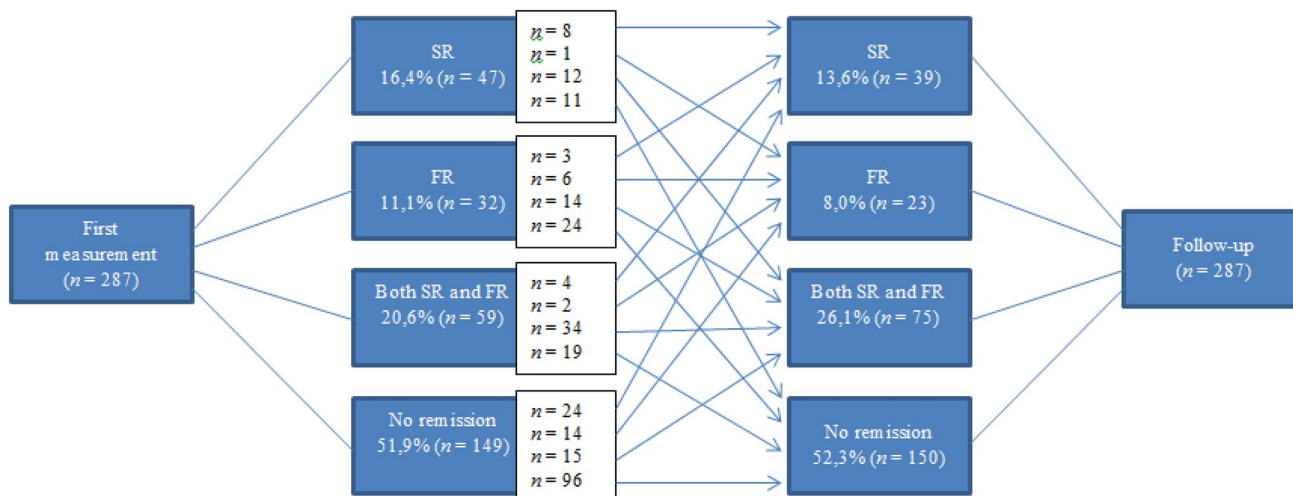 First
measurement
(n = 287)
SR
16,4% (n = 47)
n = 8
n = 1
n = 12
n = 11
FR
11,1% (n = 32)
n = 3
n = 6
n = 14
n = 24
Both SR and FR
20,6% (n = 59)
n = 4
n = 2
n = 34
n = 19
No remission
51,9% (n = 149)
n = 24
n = 14
n = 15
n = 96
SR
13,6% (n = 39)
FR
8,0% (n = 23)
Both SR and FR
26,1% (n = 75)
No remission
52,3% (n = 150)
Follow-up
(n = 287)